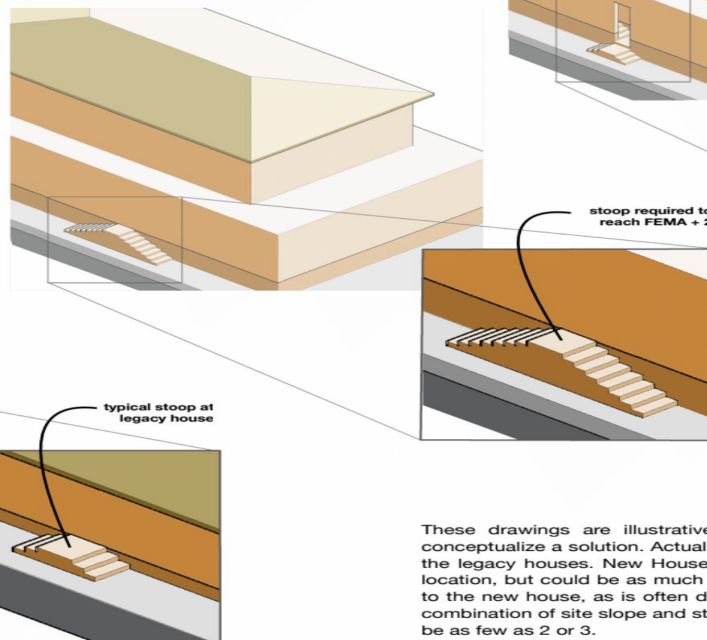 stoop required to
reach FEMA + 2
typical stoop at
legacy house
These drawings are illustrative
conceptualize a solution. Actual
the legacy houses. New House
location, but could be as much
to the new house, as is often d
combination of site slope and st
be as few as 2 or 3.